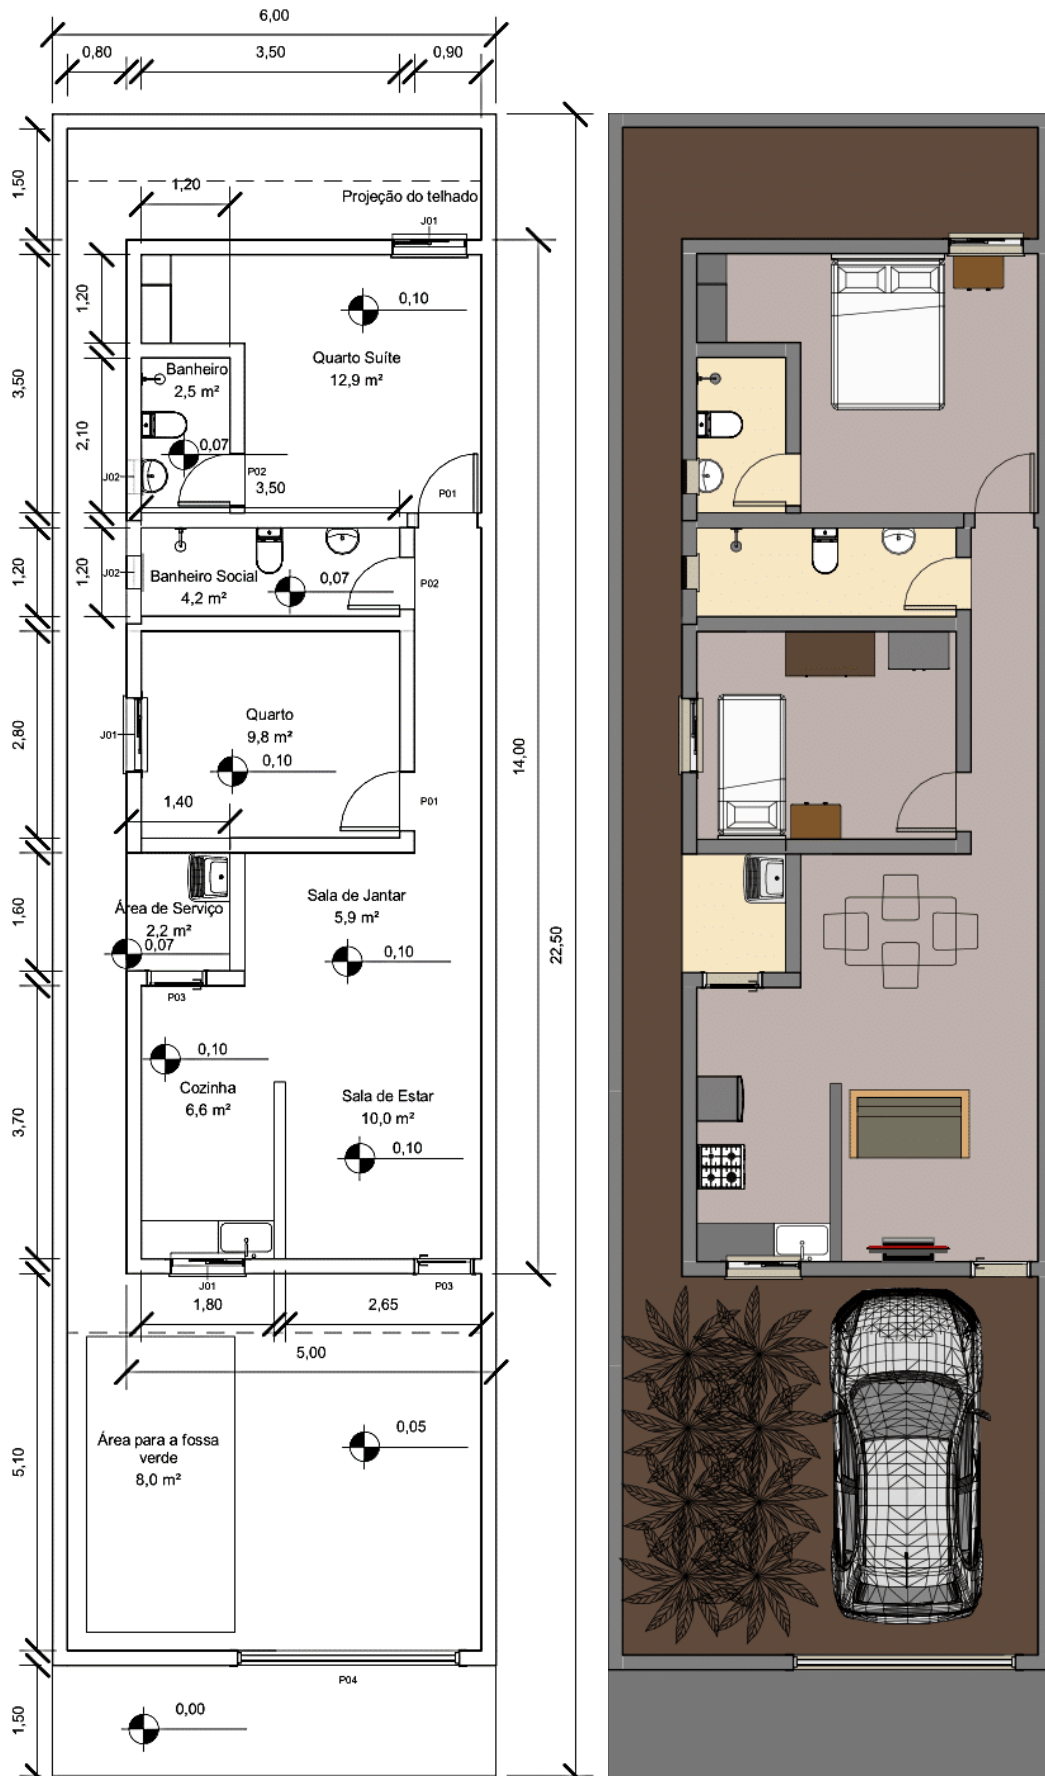 6,00
0,80
3,50
0,90
1,50
1,20
Projeção do telhado
J01
1,20
0,10
Quarto Suíte
12,9 m²
Banheiro
2,5 m²
3,50
2,10
0,07
P02
J02
3,50
P01
1,20
1,20
J02
Banheiro Social
4,2 m²
0,07
P02
2,80
J01
Quarto
9,8 m²
0,10
14,00
1,40
P01
1,60
Área de Serviço
2,2 m²
0,07
Sala de Jantar
5,9 m²
0,10
22,50
P03
0,10
Cozinha
6,6 m²
Sala de Estar
10,0 m²
0,10
3,70
J01
P03
1,80
2,65
5,00
5,10
Área para a fossa
verde
8,0 m²
0,05
P04
1,50
0,00